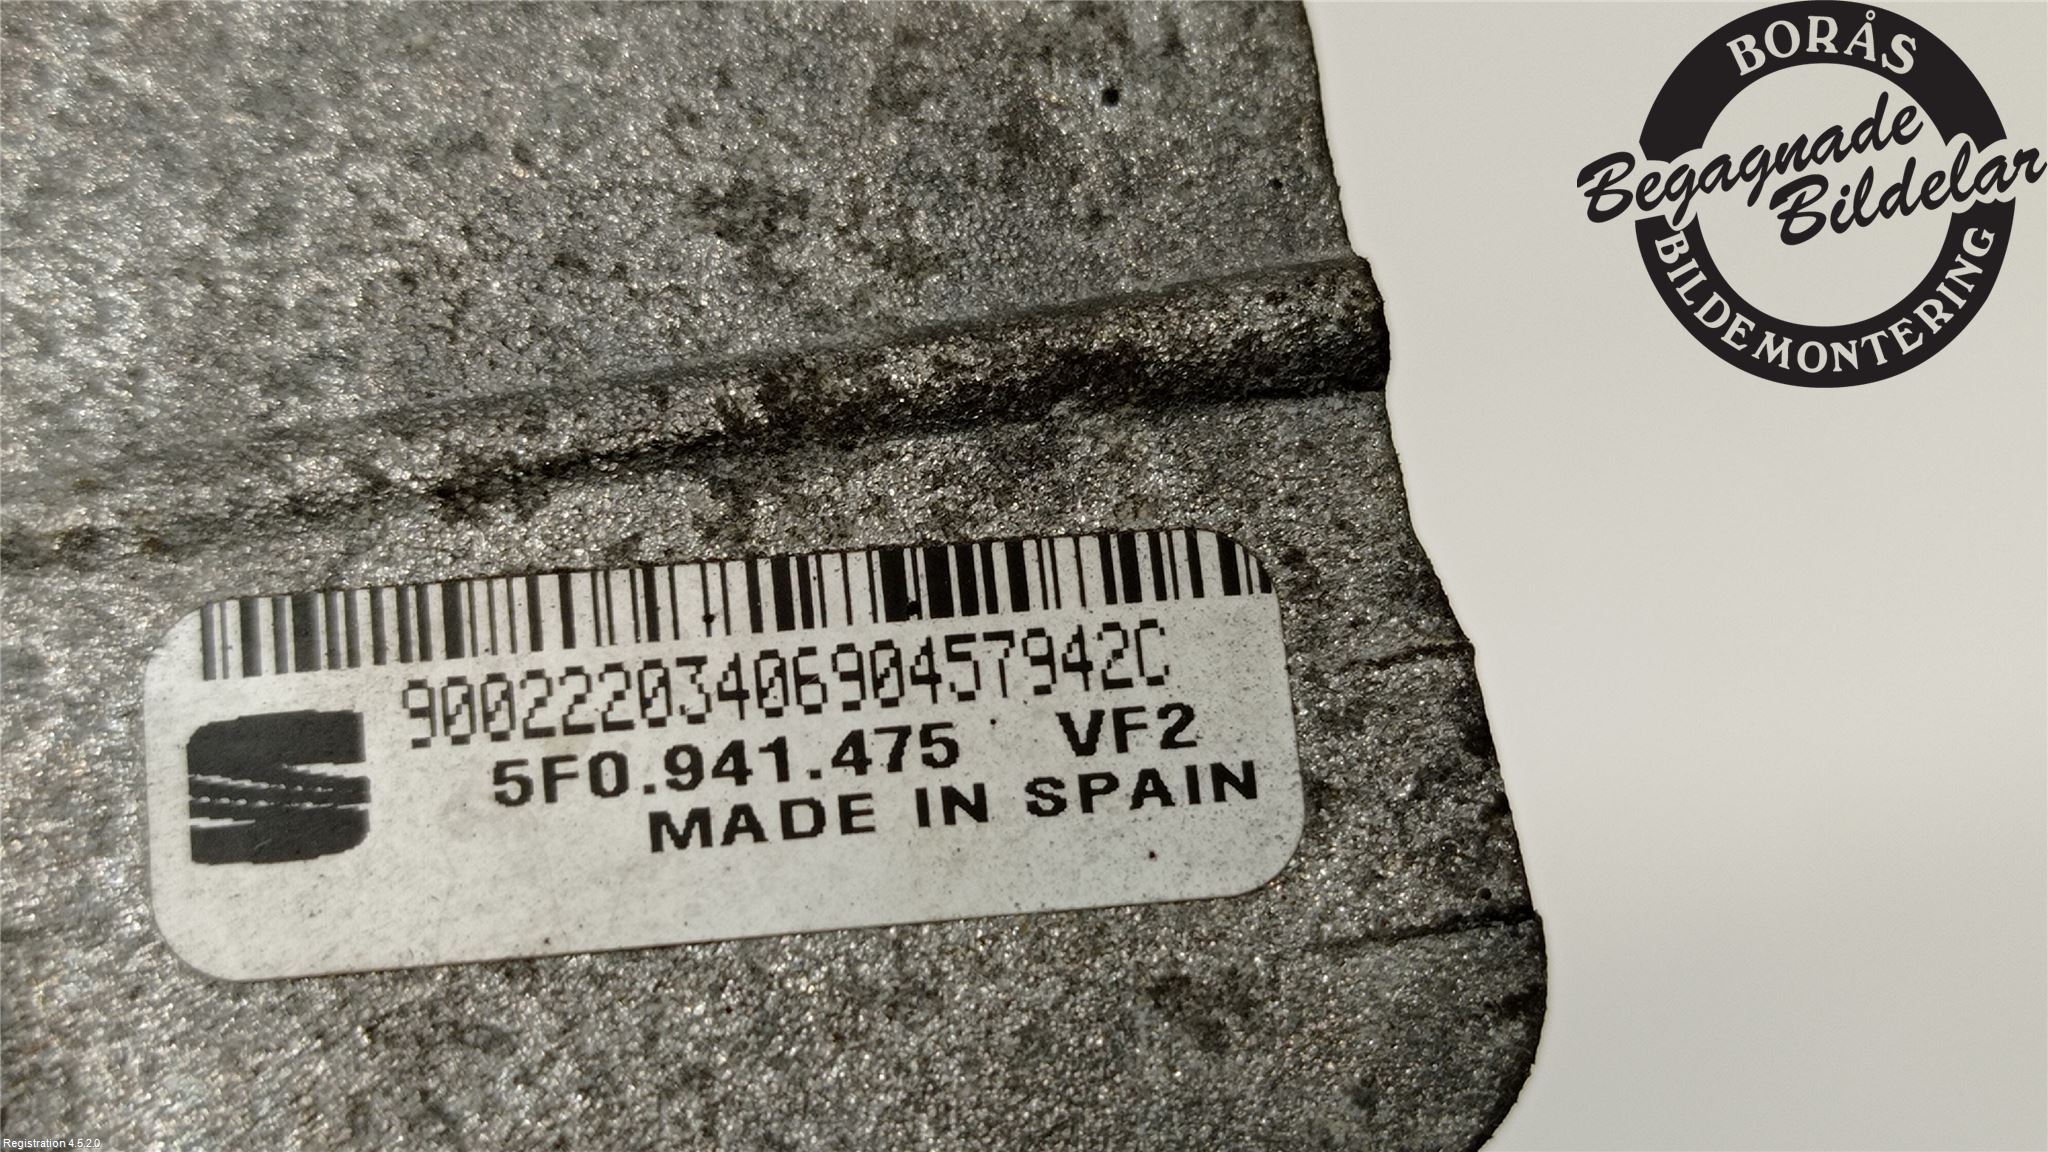 BORÅS
Begagnade
Bildelar
BILDEMONTERING
9002220340690457942C
5F0.941.475 VF2
MADE IN SPAIN
Registration 4.5.2.0